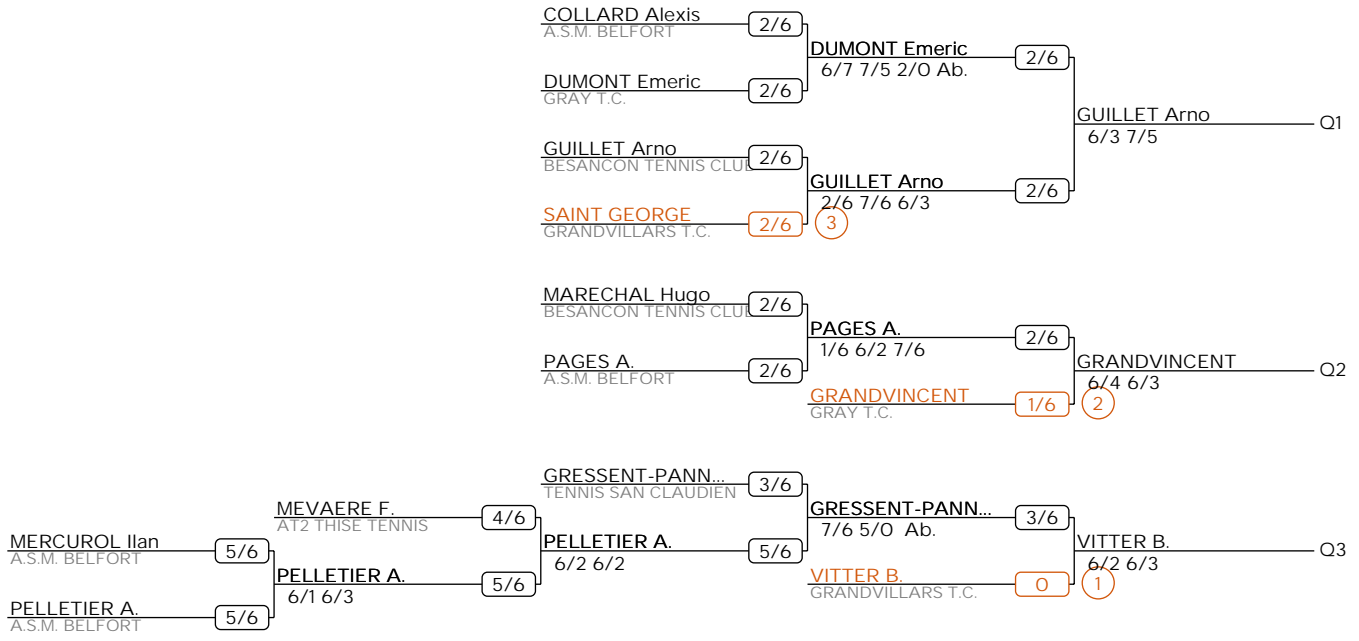 COLLARD Alexis
A.S.M. BELFORT
2/6
DUMONT Emeric
6/7 7/5 2/0 Ab.
2/6
DUMONT Emeric
GRAY T.C.
2/6
GUILLET Arno
6/3 7/5
Q1
GUILLET Arno
BESANCON TENNIS CLUB
2/6
GUILLET Arno
2/6 7/6 6/3
2/6
SAINT GEORGE
GRANDVILLARS T.C.
2/6
3
MARECHAL Hugo
BESANCON TENNIS CLUB
2/6
PAGES A.
1/6 6/2 7/6
2/6
PAGES A.
A.S.M. BELFORT
2/6
GRANDVINCENT
6/4 6/3
Q2
GRANDVINCENT
GRAY T.C.
1/6
2
GRESSENT-PANN...
TENNIS SAN CLAUDIEN
3/6
MEVAERE F.
AT2 THISE TENNIS
4/6
GRESSENT-PANN...
7/6 5/0 Ab.
3/6
MERCUROL Ilan
A.S.M. BELFORT
5/6
PELLETIER A.
6/2 6/2
5/6
VITTER B.
6/2 6/3
Q3
PELLETIER A.
6/1 6/3
5/6
VITTER B.
GRANDVILLARS T.C.
0
1
PELLETIER A.
A.S.M. BELFORT
5/6